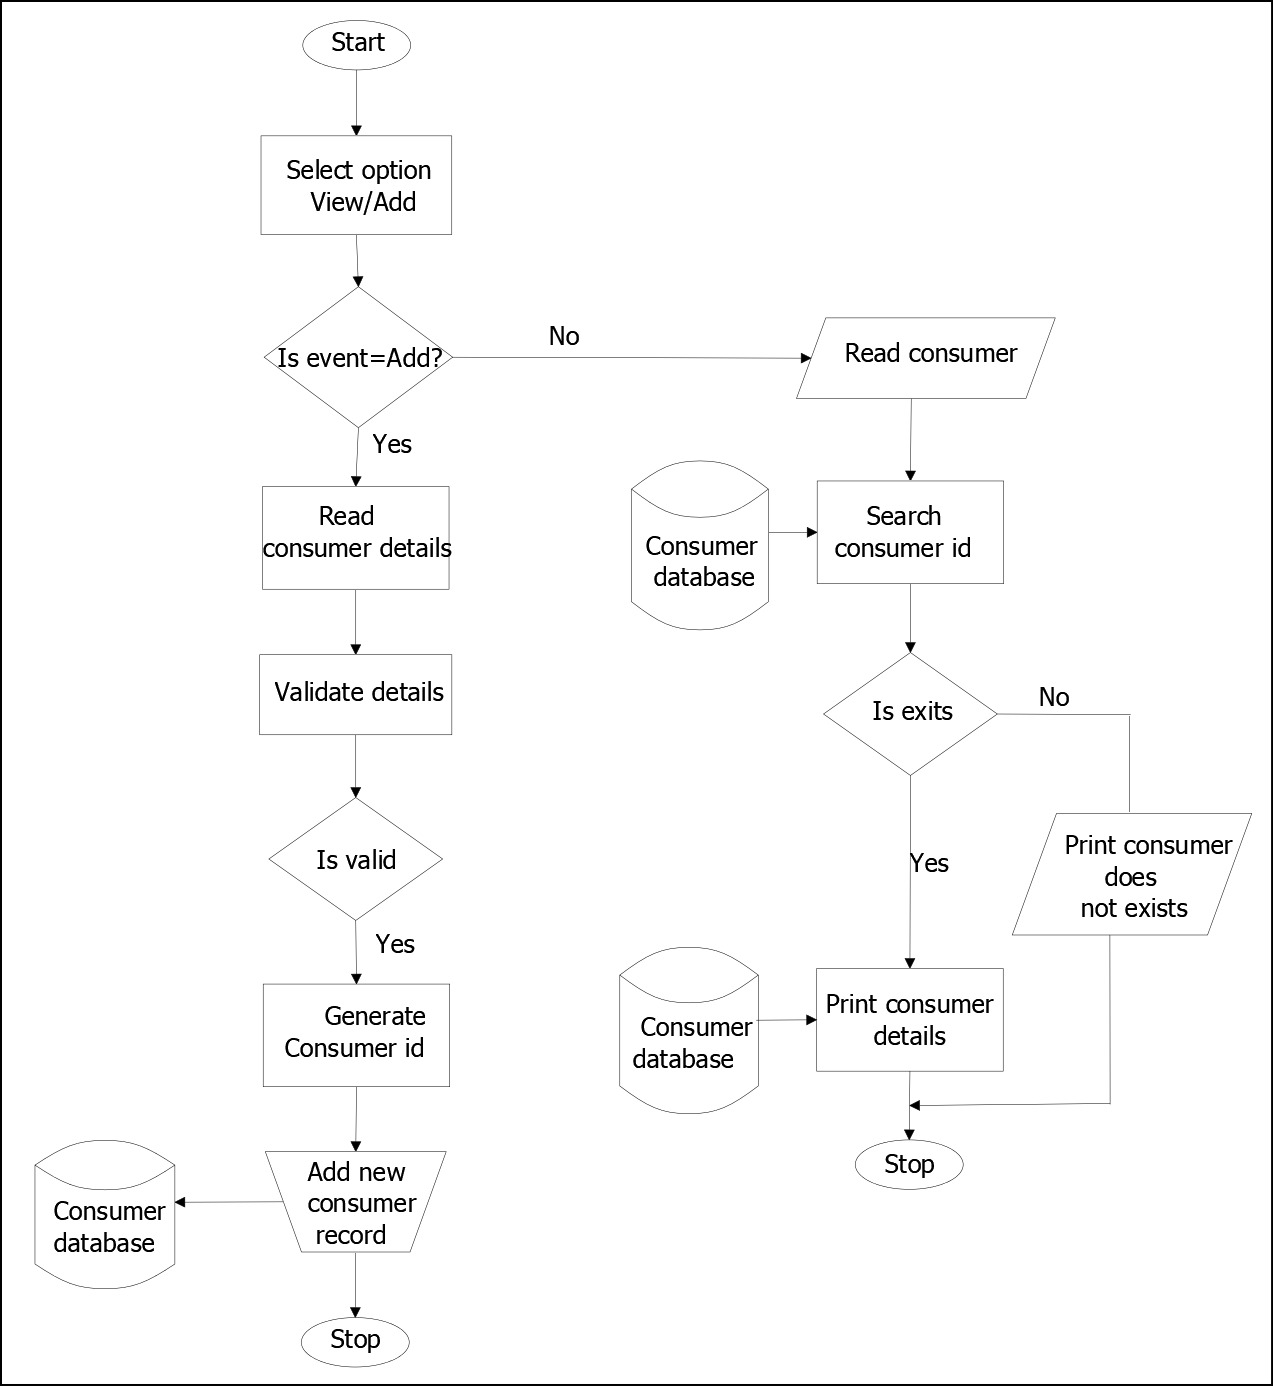 Start
Select option
View/Add
Is event=Add?
No
Yes
Read consumer
Read
consumer details
Consumer
database
Search
consumer id
Validate details
Is exits
No
Is valid
Yes
Print consumer
does
not exists
Yes
Generate
Consumer id
Consumer
database
Print consumer
details
Add new
consumer
record
Consumer
database
Stop
Stop